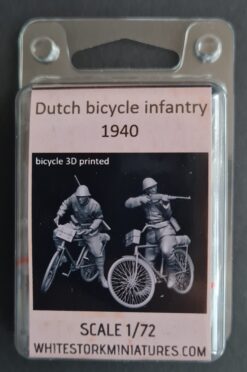 Dutch bicycle infantry
1940
bicycle 3D printed
SCALE 1/72
WHITESTORKMINIATURES.COM